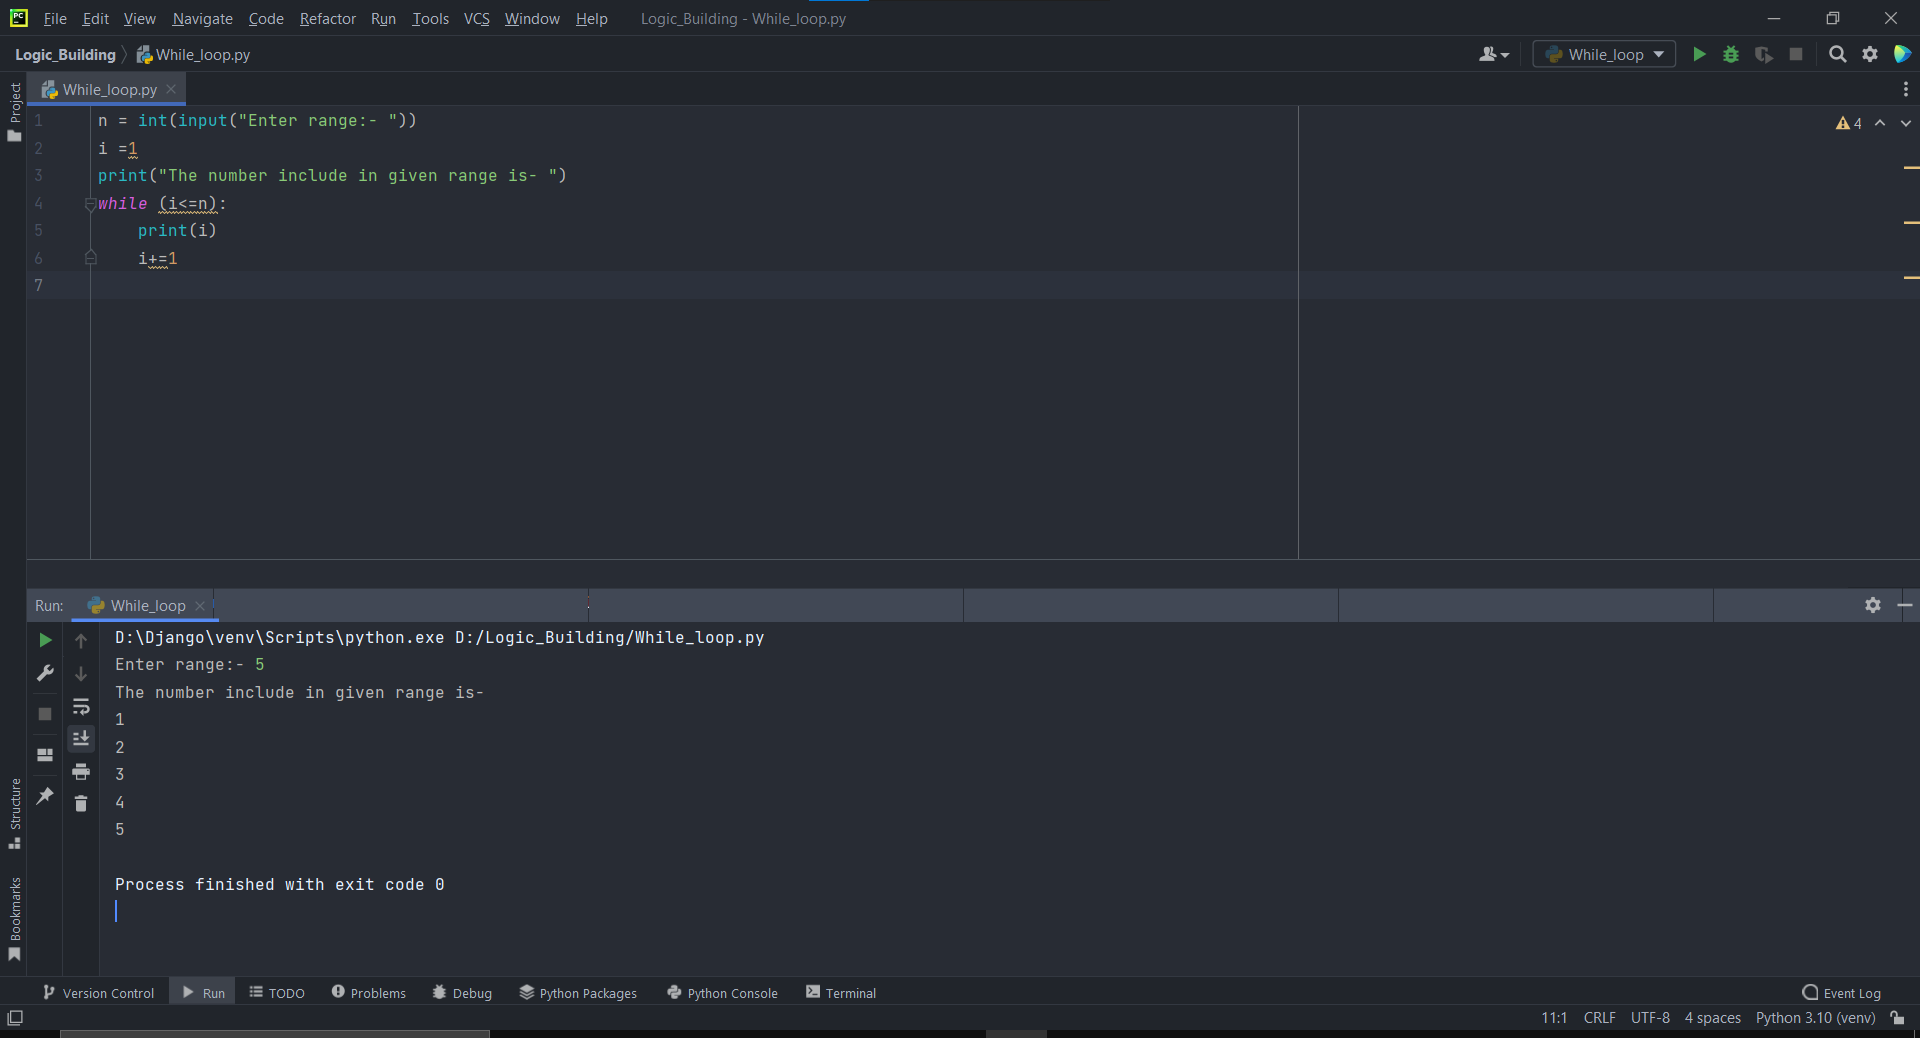 PC File Edit View Navigate Code Refactor Run Tools VCS Window Help Logic_Building - While_loop.py
Logic_Building While_loop.py While_loop
Project
While_loop.py
1 n = int(input("Enter range:- "))
4
2 i =1
3 print("The number include in given range is- ")
4 while (i<=n):
5 print(i)
6 i+=1
7
Run: While_loop
D:\Django\venv\Scripts\python.exe D:/Logic_Building/While_loop.py
Enter range:- 5
The number include in given range is-
1
2
3
4
5
Process finished with exit code 0
Structure
Bookmarks
Version Control Run TODO Problems Debug Python Packages Python Console Terminal Event Log
11:1 CRLF UTF-8 4 spaces Python 3.10 (venv)